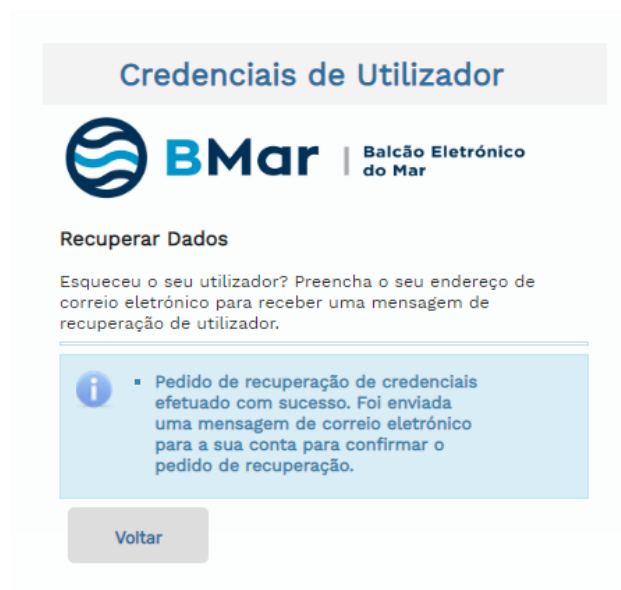 Credenciais de Utilizador
BMar | Balcão Eletrónico
do Mar
Recuperar Dados
Esqueceu o seu utilizador? Preencha o seu endereço de
correio eletrónico para receber uma mensagem de
recuperação de utilizador.
▪ Pedido de recuperação de credenciais
efetuado com sucesso. Foi enviada
uma mensagem de correio eletrónico
para a sua conta para confirmar o
pedido de recuperação.
Voltar